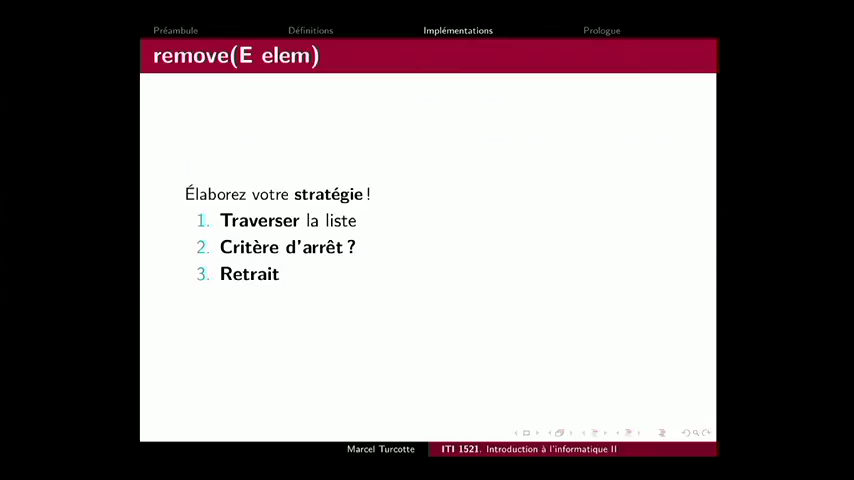 Préambule Définitions Implémentations Prologue
remove(E elem)
Élaborez votre stratégie !
1. Traverser la liste
2. Critère d'arrêt ?
3. Retrait
Marcel Turcotte ITI 1521. Introduction à l'informatique II